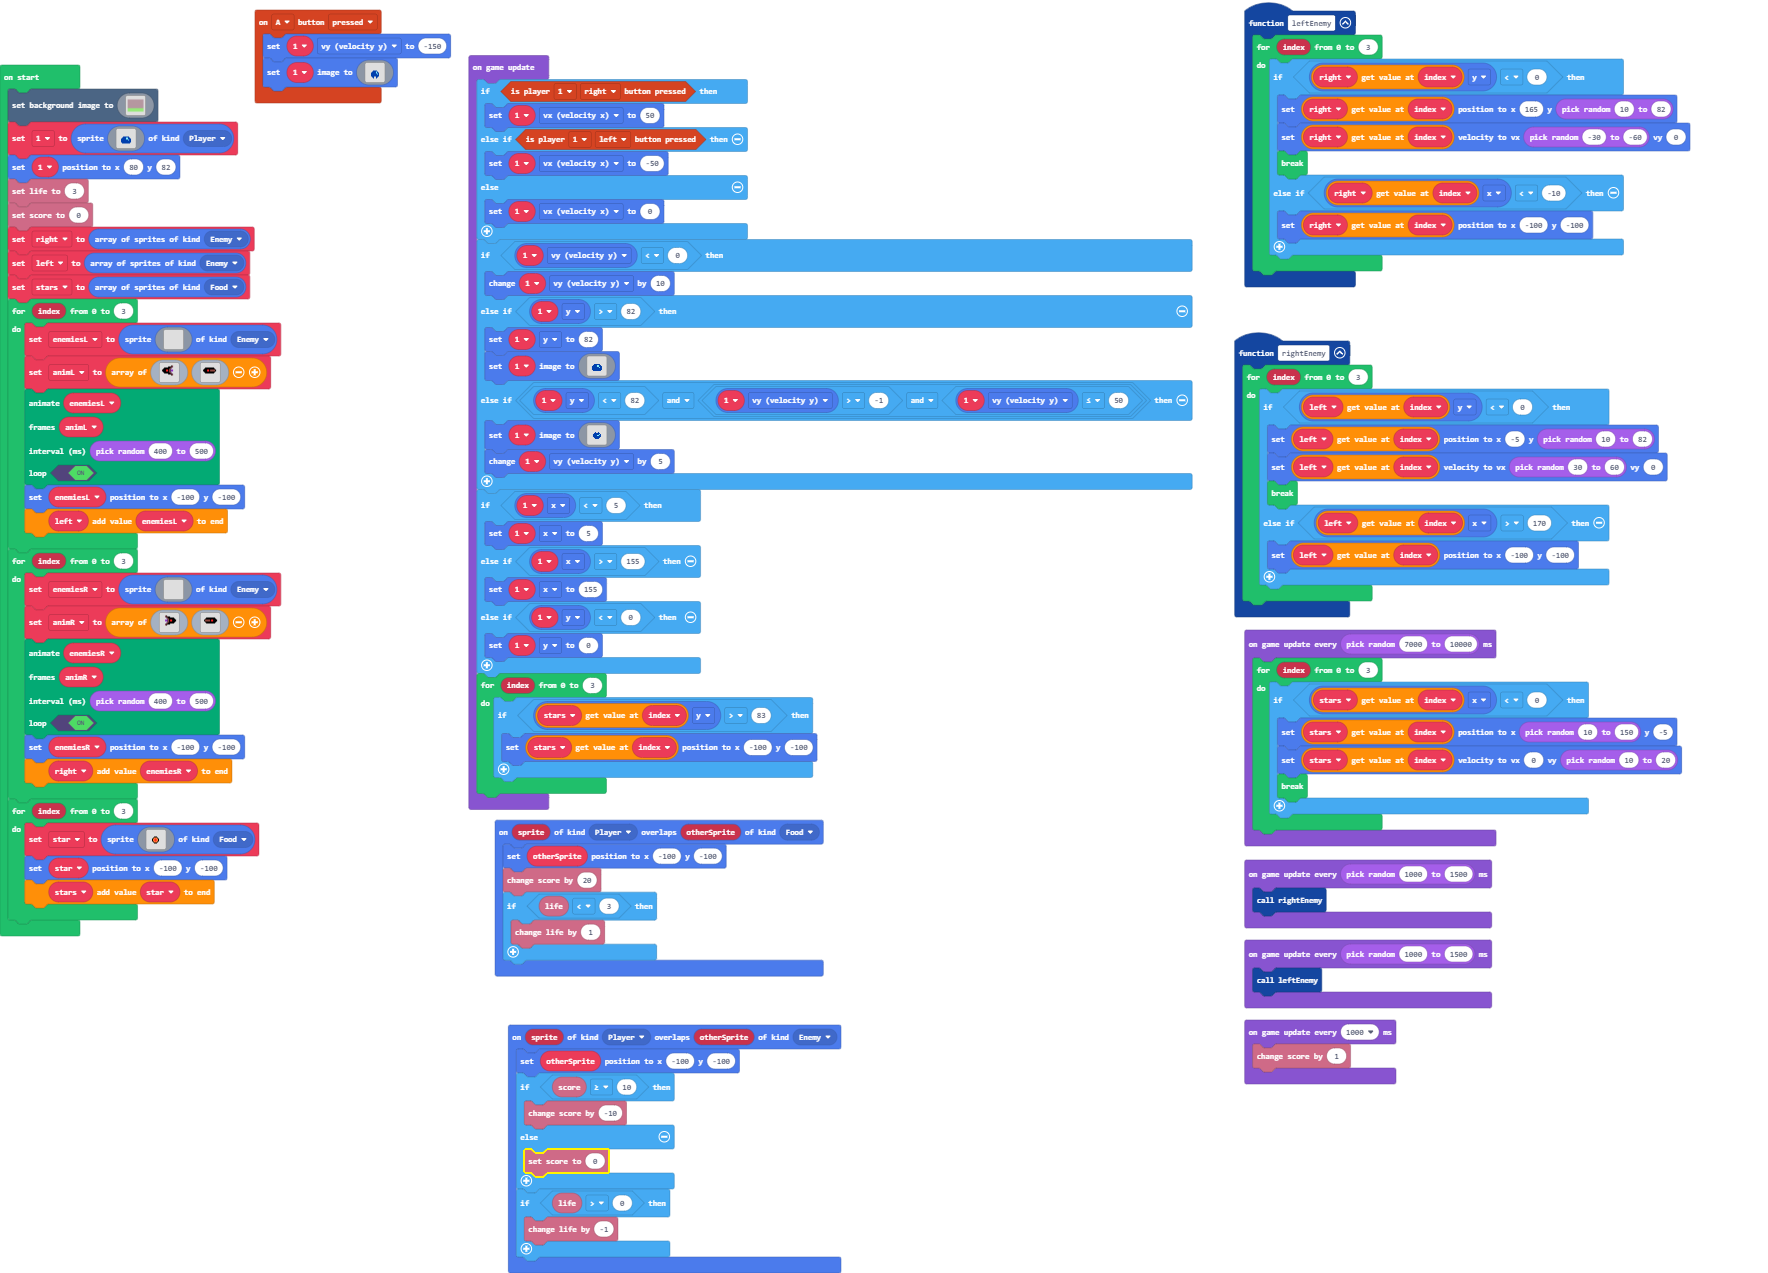 on start
set background image to
set 1 to sprite of kind Player
set 1 position to x 80 y 82
set life to 3
set score to 0
set right to array of sprites of kind Enemy
set left to array of sprites of kind Enemy
set stars to array of sprites of kind Food
for index from 0 to 3
do
set enemiesL to sprite of kind Enemy
set animL to array of
animate enemiesL
frames animL
interval (ms) pick random 400 to 500
loop ON
set enemiesL position to x -100 y -100
left add value enemiesL to end
for index from 0 to 3
do
set enemiesR to sprite of kind Enemy
set animR to array of
animate enemiesR
frames animR
interval (ms) pick random 400 to 500
loop ON
set enemiesR position to x -100 y -100
right add value enemiesR to end
for index from 0 to 3
do
set star to sprite of kind Food
set star position to x -100 y -100
stars add value star to end
on A button pressed
set 1 vy (velocity y) to -150
set 1 image to
on game update
if is player 1 right button pressed then
set 1 vx (velocity x) to 50
else if is player 1 left button pressed then
set 1 vx (velocity x) to -50
else
set 1 vx (velocity x) to 0
if 1 vy (velocity y) < 0 then
change 1 vy (velocity y) by 10
else if 1 y > 82 then
set 1 y to 82
set 1 image to
else if 1 y < 82 and 1 vy (velocity y) > -1 and 1 vy (velocity y) ≤ 50 then
set 1 image to
change 1 vy (velocity y) by 5
if 1 x < 5 then
set 1 x to 5
else if 1 x > 155 then
set 1 x to 155
else if 1 y < 0 then
set 1 y to 0
for index from 0 to 3
do
if stars get value at index y > 83 then
set stars get value at index position to x -100 y -100
on sprite of kind Player overlaps otherSprite of kind Food
set otherSprite position to x -100 y -100
change score by 20
if life < 3 then
change life by 1
on sprite of kind Player overlaps otherSprite of kind Enemy
set otherSprite position to x -100 y -100
if score ≥ 10 then
change score by -10
else
set score to 0
if life > 0 then
change life by -1
function leftEnemy
for index from 0 to 3
do
if right get value at index y < 0 then
set right get value at index position to x 165 y pick random 10 to 82
set right get value at index velocity to vx pick random -30 to -60 vy 0
break
else if right get value at index x < -10 then
set right get value at index position to x -100 y -100
function rightEnemy
for index from 0 to 3
do
if left get value at index y < 0 then
set left get value at index position to x -5 y pick random 10 to 82
set left get value at index velocity to vx pick random 30 to 60 vy 0
break
else if left get value at index x > 170 then
set left get value at index position to x -100 y -100
on game update every pick random 7000 to 10000 ms
for index from 0 to 3
do
if stars get value at index x < 0 then
set stars get value at index position to x pick random 10 to 150 y -5
set stars get value at index velocity to vx 0 vy pick random 10 to 20
break
on game update every pick random 1000 to 1500 ms
call rightEnemy
on game update every pick random 1000 to 1500 ms
call leftEnemy
on game update every 1000 ms
change score by 1